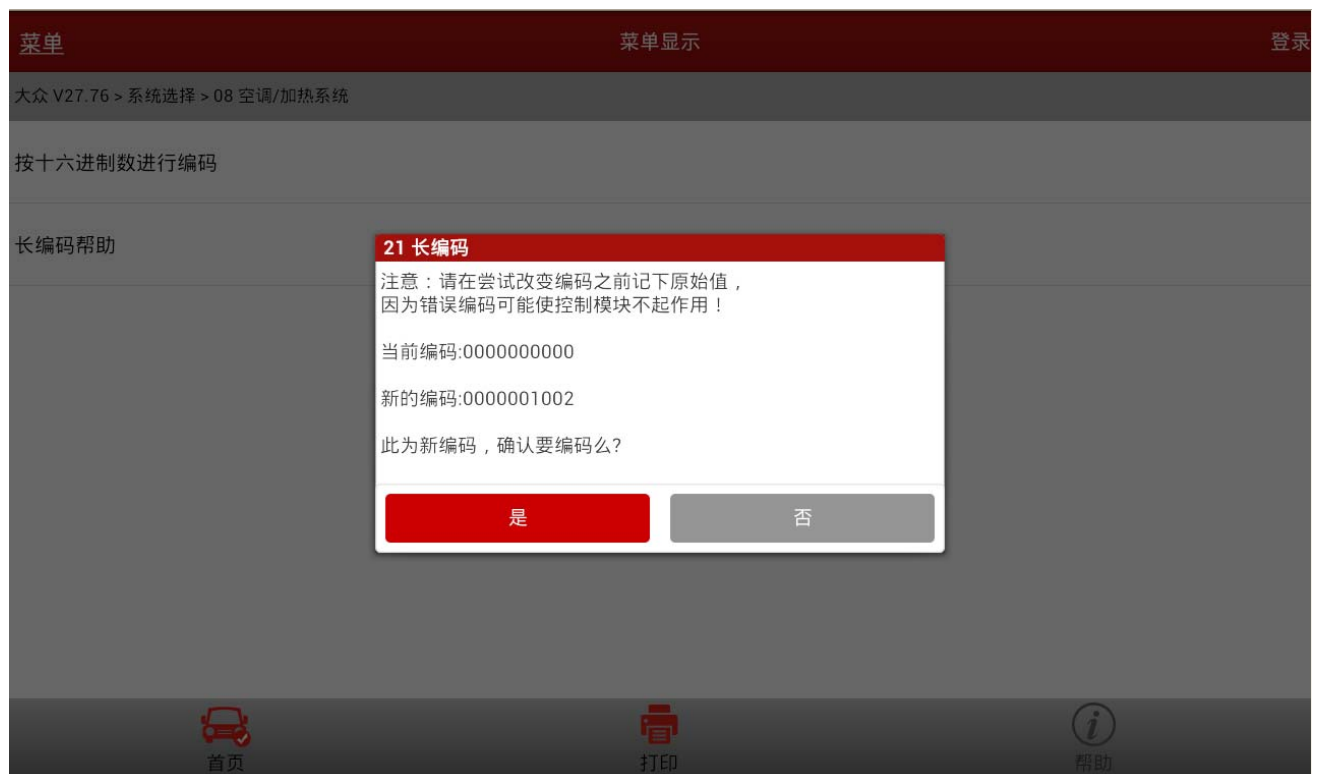 菜单
菜单显示
登录
大众 V27.76 > 系统选择 > 08 空调/加热系统
按十六进制数进行编码
长编码帮助
21 长编码
注意：请在尝试改变编码之前记下原始值，
因为错误编码可能使控制模块不起作用！
当前编码:0000000000
新的编码:0000001002
此为新编码，确认要编码么?
是
否
首页
打印
帮助